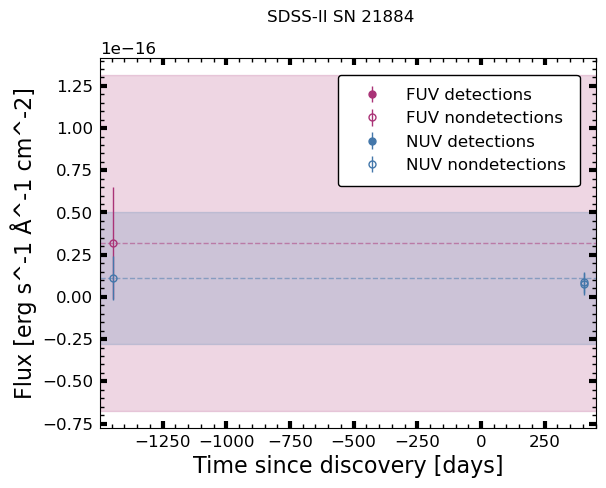 SDSS-II SN 21884
1e−16
FUV detections
FUV nondetections
NUV detections
NUV nondetections
1.25
1.00
0.75
0.50
0.25
0.00
−0.25
−0.50
−0.75
Flux [erg s^-1 Å^-1 cm^-2]
−1250 −1000 −750 −500 −250 0 250
Time since discovery [days]